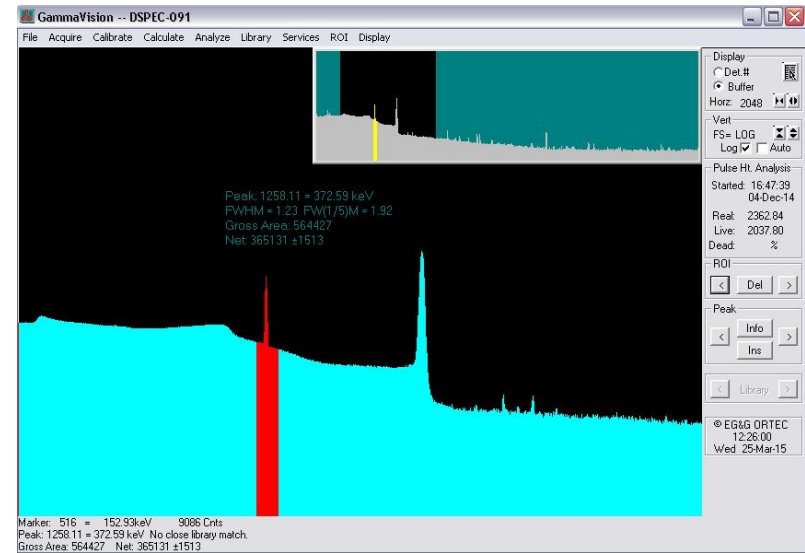 GammaVision -- DSPEC-091
File Acquire Calibrate Calculate Analyze Library Services ROI Display
Peak: 1258.11 = 372.59 keV
FWHM = 1.23 FW(1/5)M = 1.92
Gross Area: 564427
Net: 365131 ±1513
Display
Det.#
Buffer
Horz: 2048
Vert
FS= LOG
Log Auto
Pulse Ht. Analysis
Started: 16:47:39
04-Dec-14
Real: 2362.84
Live: 2037.80
Dead: %
ROI
< Del >
Peak
< Info >
Ins
< Library >
© EG&G ORTEC
12:26:00
Wed 25-Mar-15
Marker: 516 = 152.93keV 9086 Cnts
Peak: 1258.11 = 372.59 keV No close library match.
Gross Area: 564427 Net: 365131 ±1513